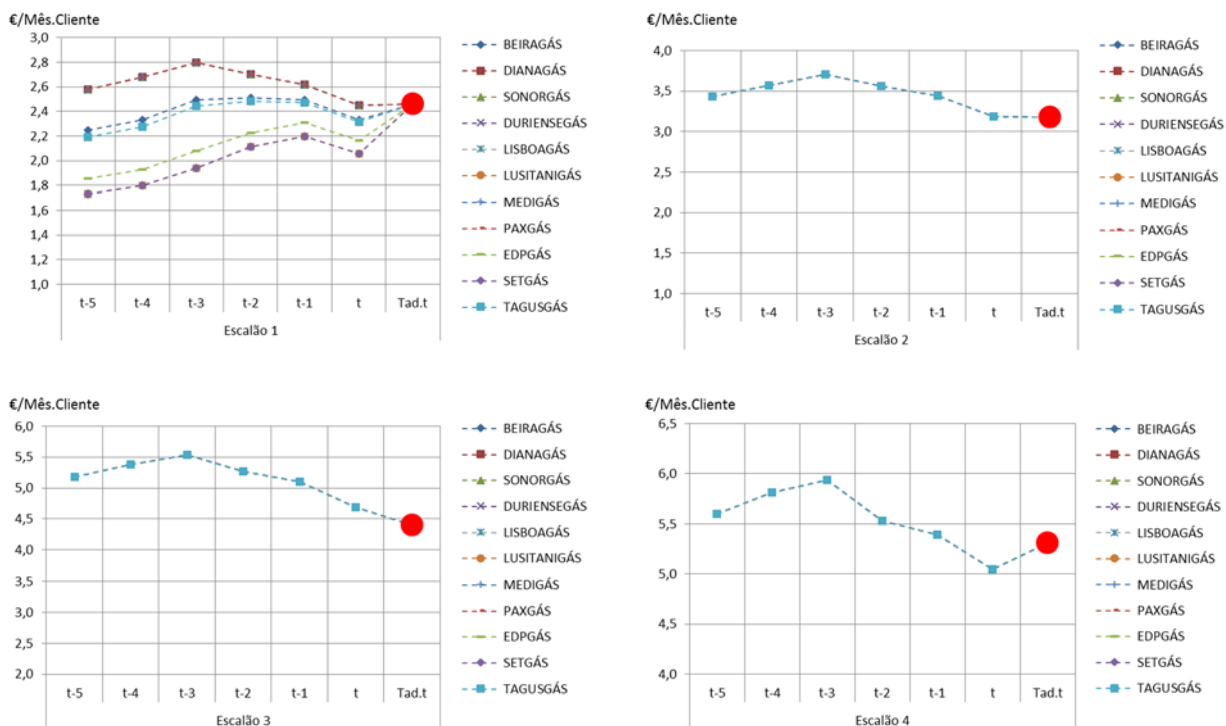 €/Mês.Cliente
3,0
2,8
2,6
2,4
2,2
2,0
1,8
1,6
1,4
1,2
1,0
t-5 t-4 t-3 t-2 t-1 t Tad.t
Escalão 1
BEIRAGÁS
DIANAGÁS
SONORGÁS
DURIENSEGÁS
LISBOAGÁS
LUSITANIGÁS
MEDIGÁS
PAXGÁS
EDPGÁS
SETGÁS
TAGUSGÁS
€/Mês.Cliente
4,0
3,5
3,0
2,5
2,0
1,5
1,0
t-5 t-4 t-3 t-2 t-1 t Tad.t
Escalão 2
BEIRAGÁS
DIANAGÁS
SONORGÁS
DURIENSEGÁS
LISBOAGÁS
LUSITANIGÁS
MEDIGÁS
PAXGÁS
EDPGÁS
SETGÁS
TAGUSGÁS
€/Mês.Cliente
6,0
5,5
5,0
4,5
4,0
3,5
3,0
2,5
2,0
t-5 t-4 t-3 t-2 t-1 t Tad.t
Escalão 3
BEIRAGÁS
DIANAGÁS
SONORGÁS
DURIENSEGÁS
LISBOAGÁS
LUSITANIGÁS
MEDIGÁS
PAXGÁS
EDPGÁS
SETGÁS
TAGUSGÁS
€/Mês.Cliente
6,5
6,0
5,5
5,0
4,5
4,0
t-5 t-4 t-3 t-2 t-1 t Tad.t
Escalão 4
BEIRAGÁS
DIANAGÁS
SONORGÁS
DURIENSEGÁS
LISBOAGÁS
LUSITANIGÁS
MEDIGÁS
PAXGÁS
EDPGÁS
SETGÁS
TAGUSGÁS